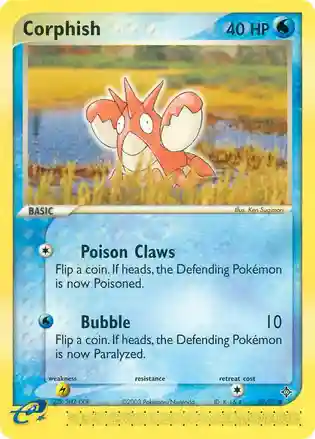 Corphish 40 HP
Illus. Ken Sugimori
BASIC
Poison Claws
Flip a coin. If heads, the Defending Pokémon
is now Poisoned.
Bubble 10
Flip a coin. If heads, the Defending Pokémon
is now Paralyzed.
weakness resistance retreat cost
©2003 Pokémon/Nintendo